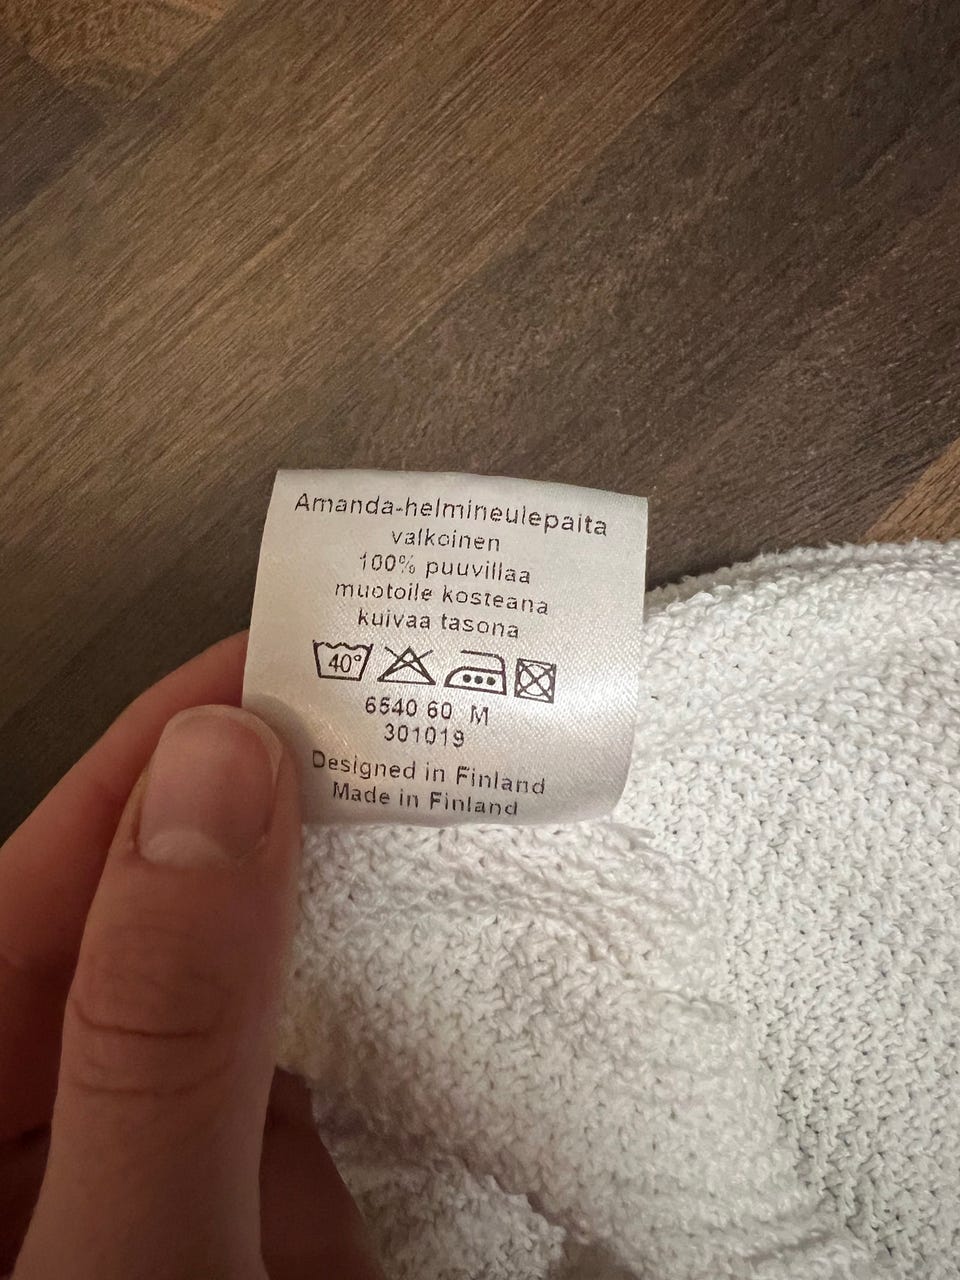 Amanda-helmineulepaita
valkoinen
100% puuvillaa
muotoile kosteana
kuivaa tasona
40°
6540 60 M
301019
Designed in Finland
Made in Finland